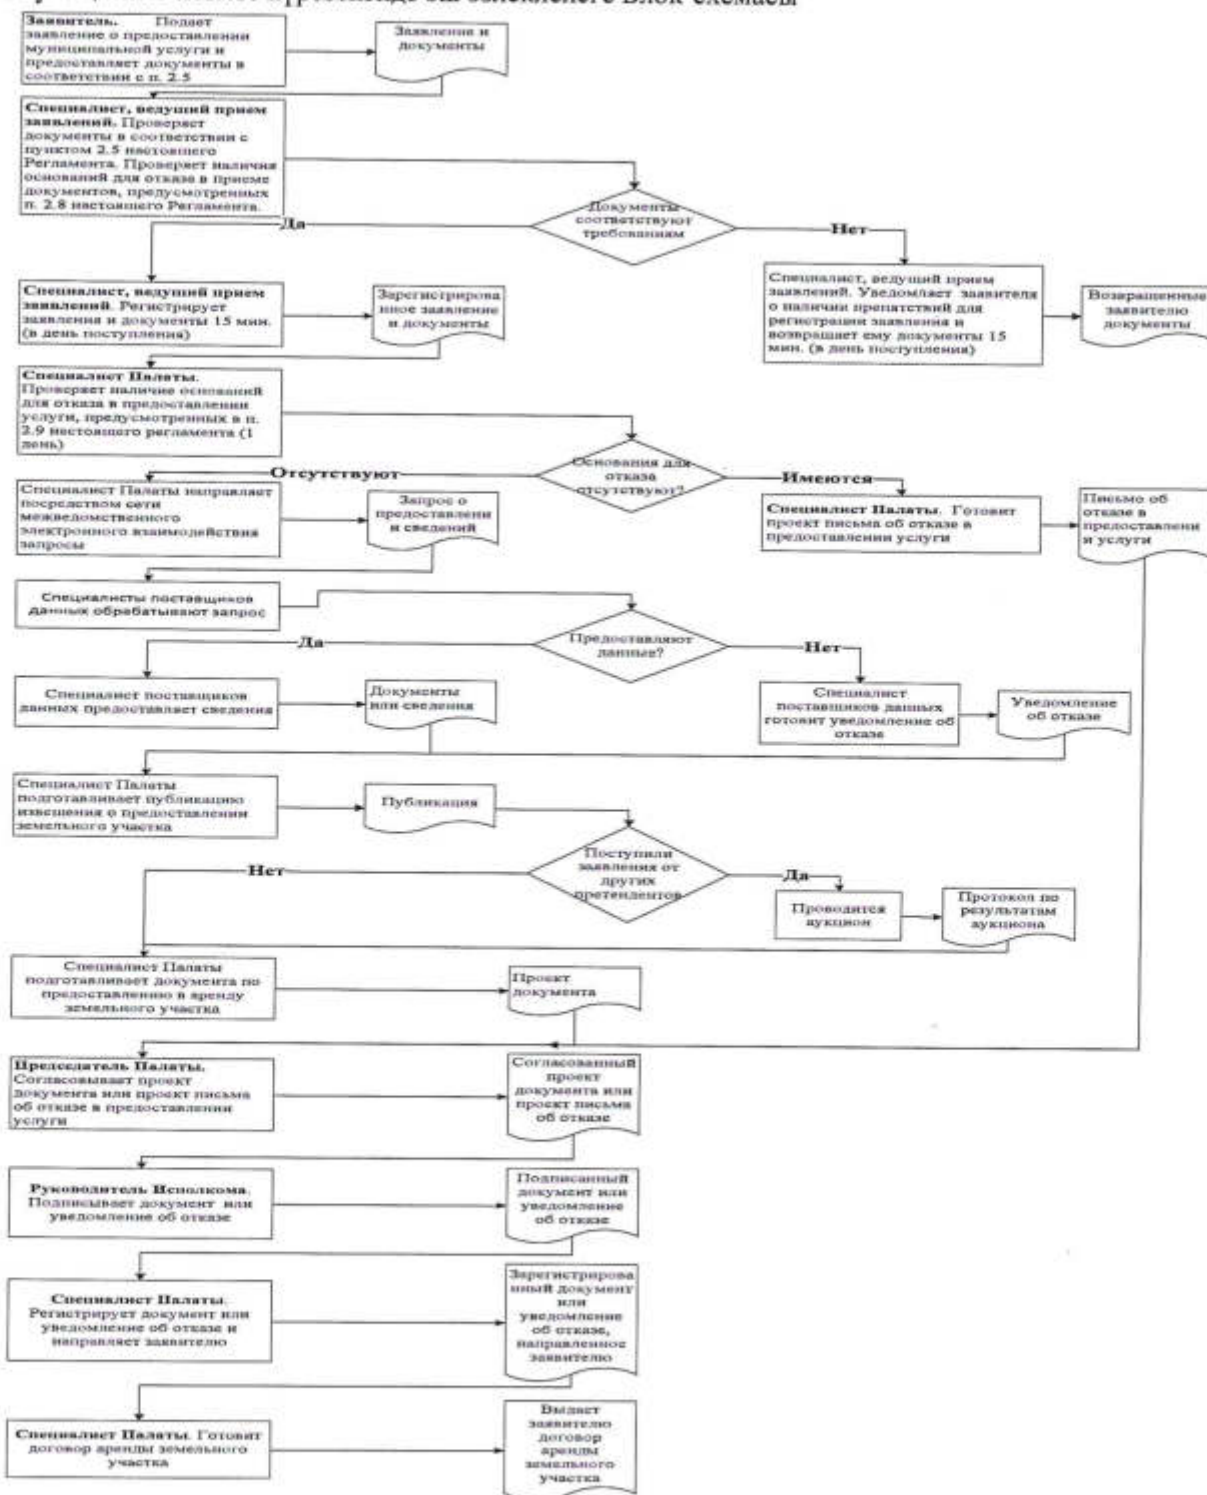 эш эзлеклелеге блок-схемасы
Заявитель. Подает
заявление о предоставлении
муниципальной услуги и
предоставляет документы в
соответствии с п. 2.5
Заявление и
документы
Специалист, ведущий прием
заявлений. Проверяет
документы в соответствии с
пунктом 2.5 настоящего
Регламента. Проверяет наличия
оснований для отказа в приеме
документов, предусмотренных
п. 2.8 настоящего Регламента.
Документы
соответствуют
требованиям
Да
Нет
Специалист, ведущий прием
заявлений. Регистрирует
заявления и документы 15 мин.
(в день поступления)
Зарегистрирова
нное заявление
и документы
Специалист, ведущий прием
заявлений. Уведомляет заявителя
о наличии препятствий для
регистрации заявления и
возвращает ему документы 15
мин. (в день поступления)
Возвращенные
заявителю
документы
Специалист Палаты.
Проверяет наличие оснований
для отказа в предоставлении
услуги, предусмотренных в п.
2.9 настоящего регламента (1
день)
Основания для
отказа
отсутствуют?
Отсутствуют
Имеются
Специалист Палаты направляет
посредством сети
межведомственного
электронного взаимодействия
запросы
Запрос о
предоставлени
и сведений
Специалист Палаты. Готовит
проект письма об отказе в
предоставлении услуги
Письмо об
отказе в
предоставлени
и услуги
Специалисты поставщиков
данных обрабатывают запрос
Предоставляют
данные?
Да
Нет
Специалист поставщиков
данных предоставляет сведения
Документы
или сведения
Специалист
поставщиков данных
готовит уведомление об
отказе
Уведомление
об отказе
Специалист Палаты
подготавливает публикацию
извещения о предоставлении
земельного участка
Публикация
Поступили
заявления от
других
претендентов
Нет
Да
Проводится
аукцион
Протокол по
результатам
аукциона
Специалист Палаты
подготавливает документа по
предоставлению в аренду
земельного участка
Проект
документа
Председатель Палаты.
Согласовывает проект
документа или проект письма
об отказе в предоставлении
услуги
Согласованный
проект
документа или
проект письма
об отказе
Руководитель Исполкома.
Подписывает документ или
уведомление об отказе
Подписанный
документ или
уведомление
об отказе
Специалист Палаты.
Регистрирует документ или
уведомление об отказе и
направляет заявителю
Зарегистрирова
нный документ
или
уведомление
об отказе,
направленное
заявителю
Специалист Палаты. Готовит
договор аренды земельного
участка
Выдает
заявителю
договор
аренды
земельного
участка